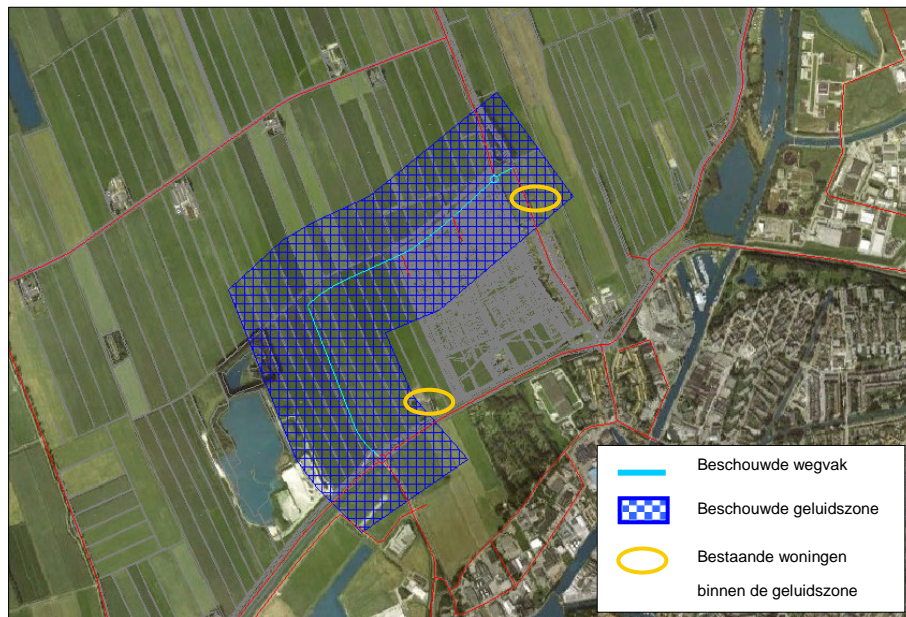 Beschouwde wegvak
Beschouwde geluidszone
Bestaande woningen
binnen de geluidszone